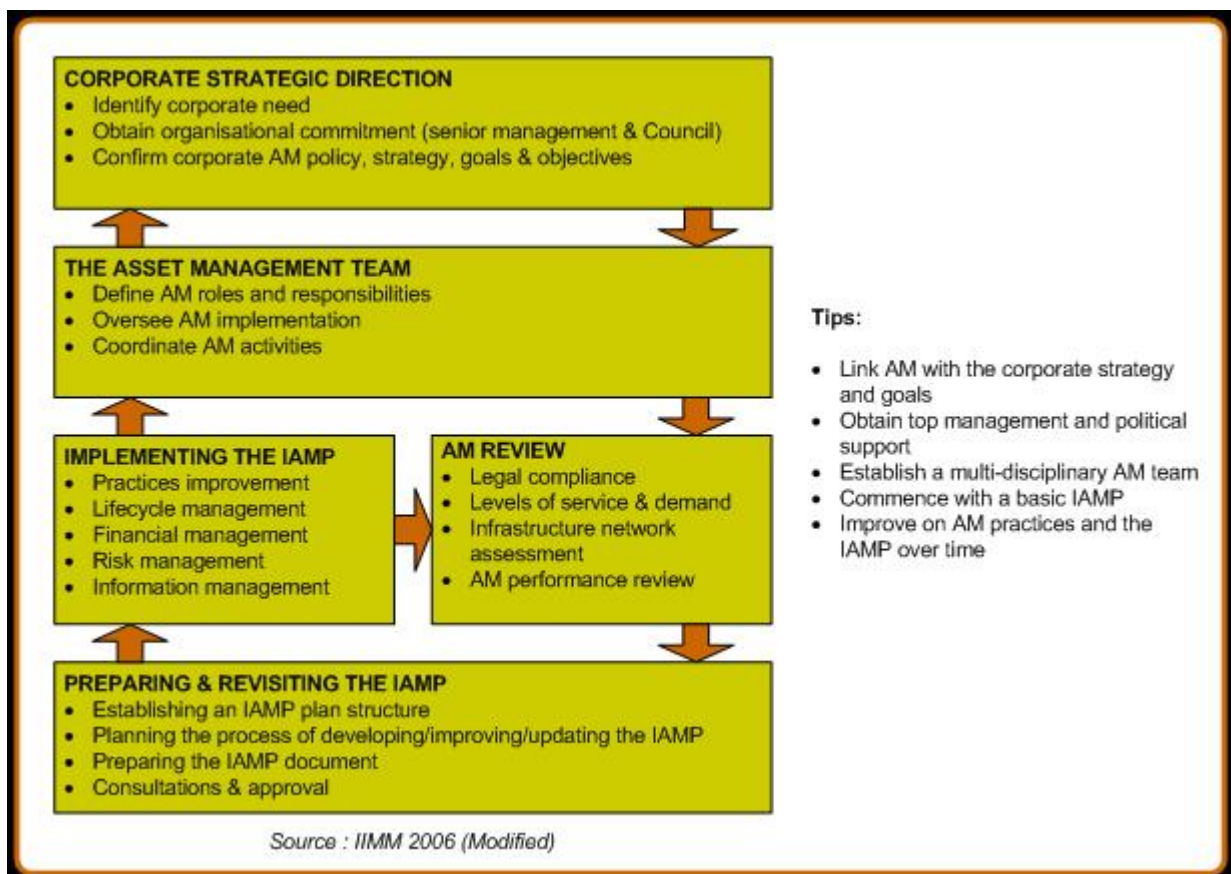 CORPORATE STRATEGIC DIRECTION
• Identify corporate need
• Obtain organisational commitment (senior management & Council)
• Confirm corporate AM policy, strategy, goals & objectives
THE ASSET MANAGEMENT TEAM
• Define AM roles and responsibilities
• Oversee AM implementation
• Coordinate AM activities
IMPLEMENTING THE IAMP
• Practices improvement
• Lifecycle management
• Financial management
• Risk management
• Information management
AM REVIEW
• Legal compliance
• Levels of service & demand
• Infrastructure network
assessment
• AM performance review
PREPARING & REVISITING THE IAMP
• Establishing an IAMP plan structure
• Planning the process of developing/improving/updating the IAMP
• Preparing the IAMP document
• Consultations & approval
Source : IIMM 2006 (Modified)
Tips:
• Link AM with the corporate strategy
and goals
• Obtain top management and political
support
• Establish a multi-disciplinary AM team
• Commence with a basic IAMP
• Improve on AM practices and the
IAMP over time